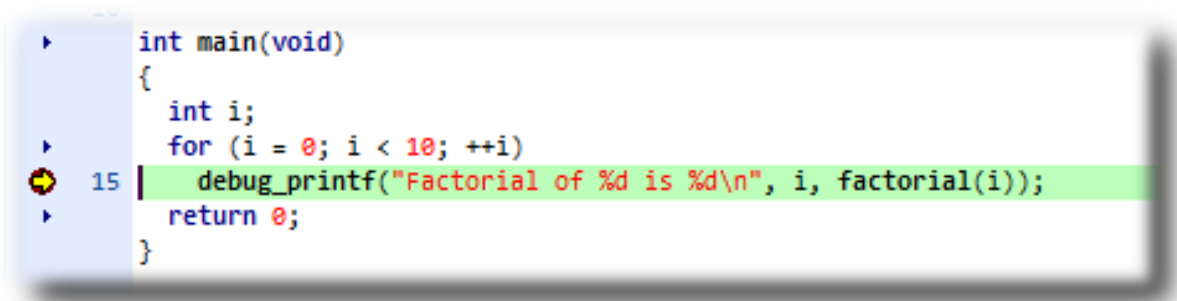 int main(void)
{
int i;
for (i = 0; i < 10; ++i)
15 debug_printf("Factorial of %d is %d\n", i, factorial(i));
return 0;
}